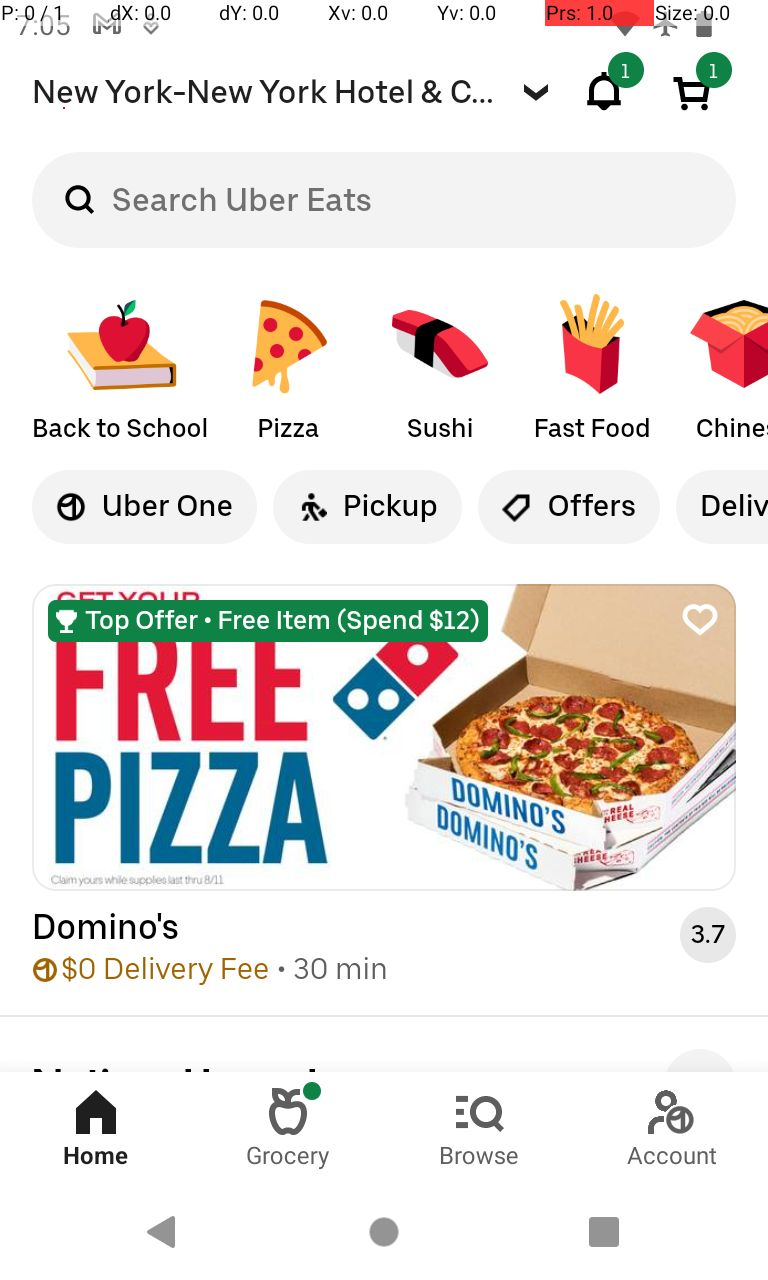 P: 0 / 1 dX: 0.0 dY: 0.0 Xv: 0.0 Yv: 0.0 Prs: 1.0 Size: 0.0
7:05
New York-New York Hotel & C...
1
1
Search Uber Eats
Back to School
Pizza
Sushi
Fast Food
Chines
Uber One
Pickup
Offers
Deliv
GET YOUR
Top Offer • Free Item (Spend $12)
FREE
PIZZA
DOMINO'S
DOMINO'S
REAL
CHEESE
Claim yours while supplies last thru 8/11
Domino's
3.7
$0 Delivery Fee • 30 min
Home
Grocery
Browse
Account